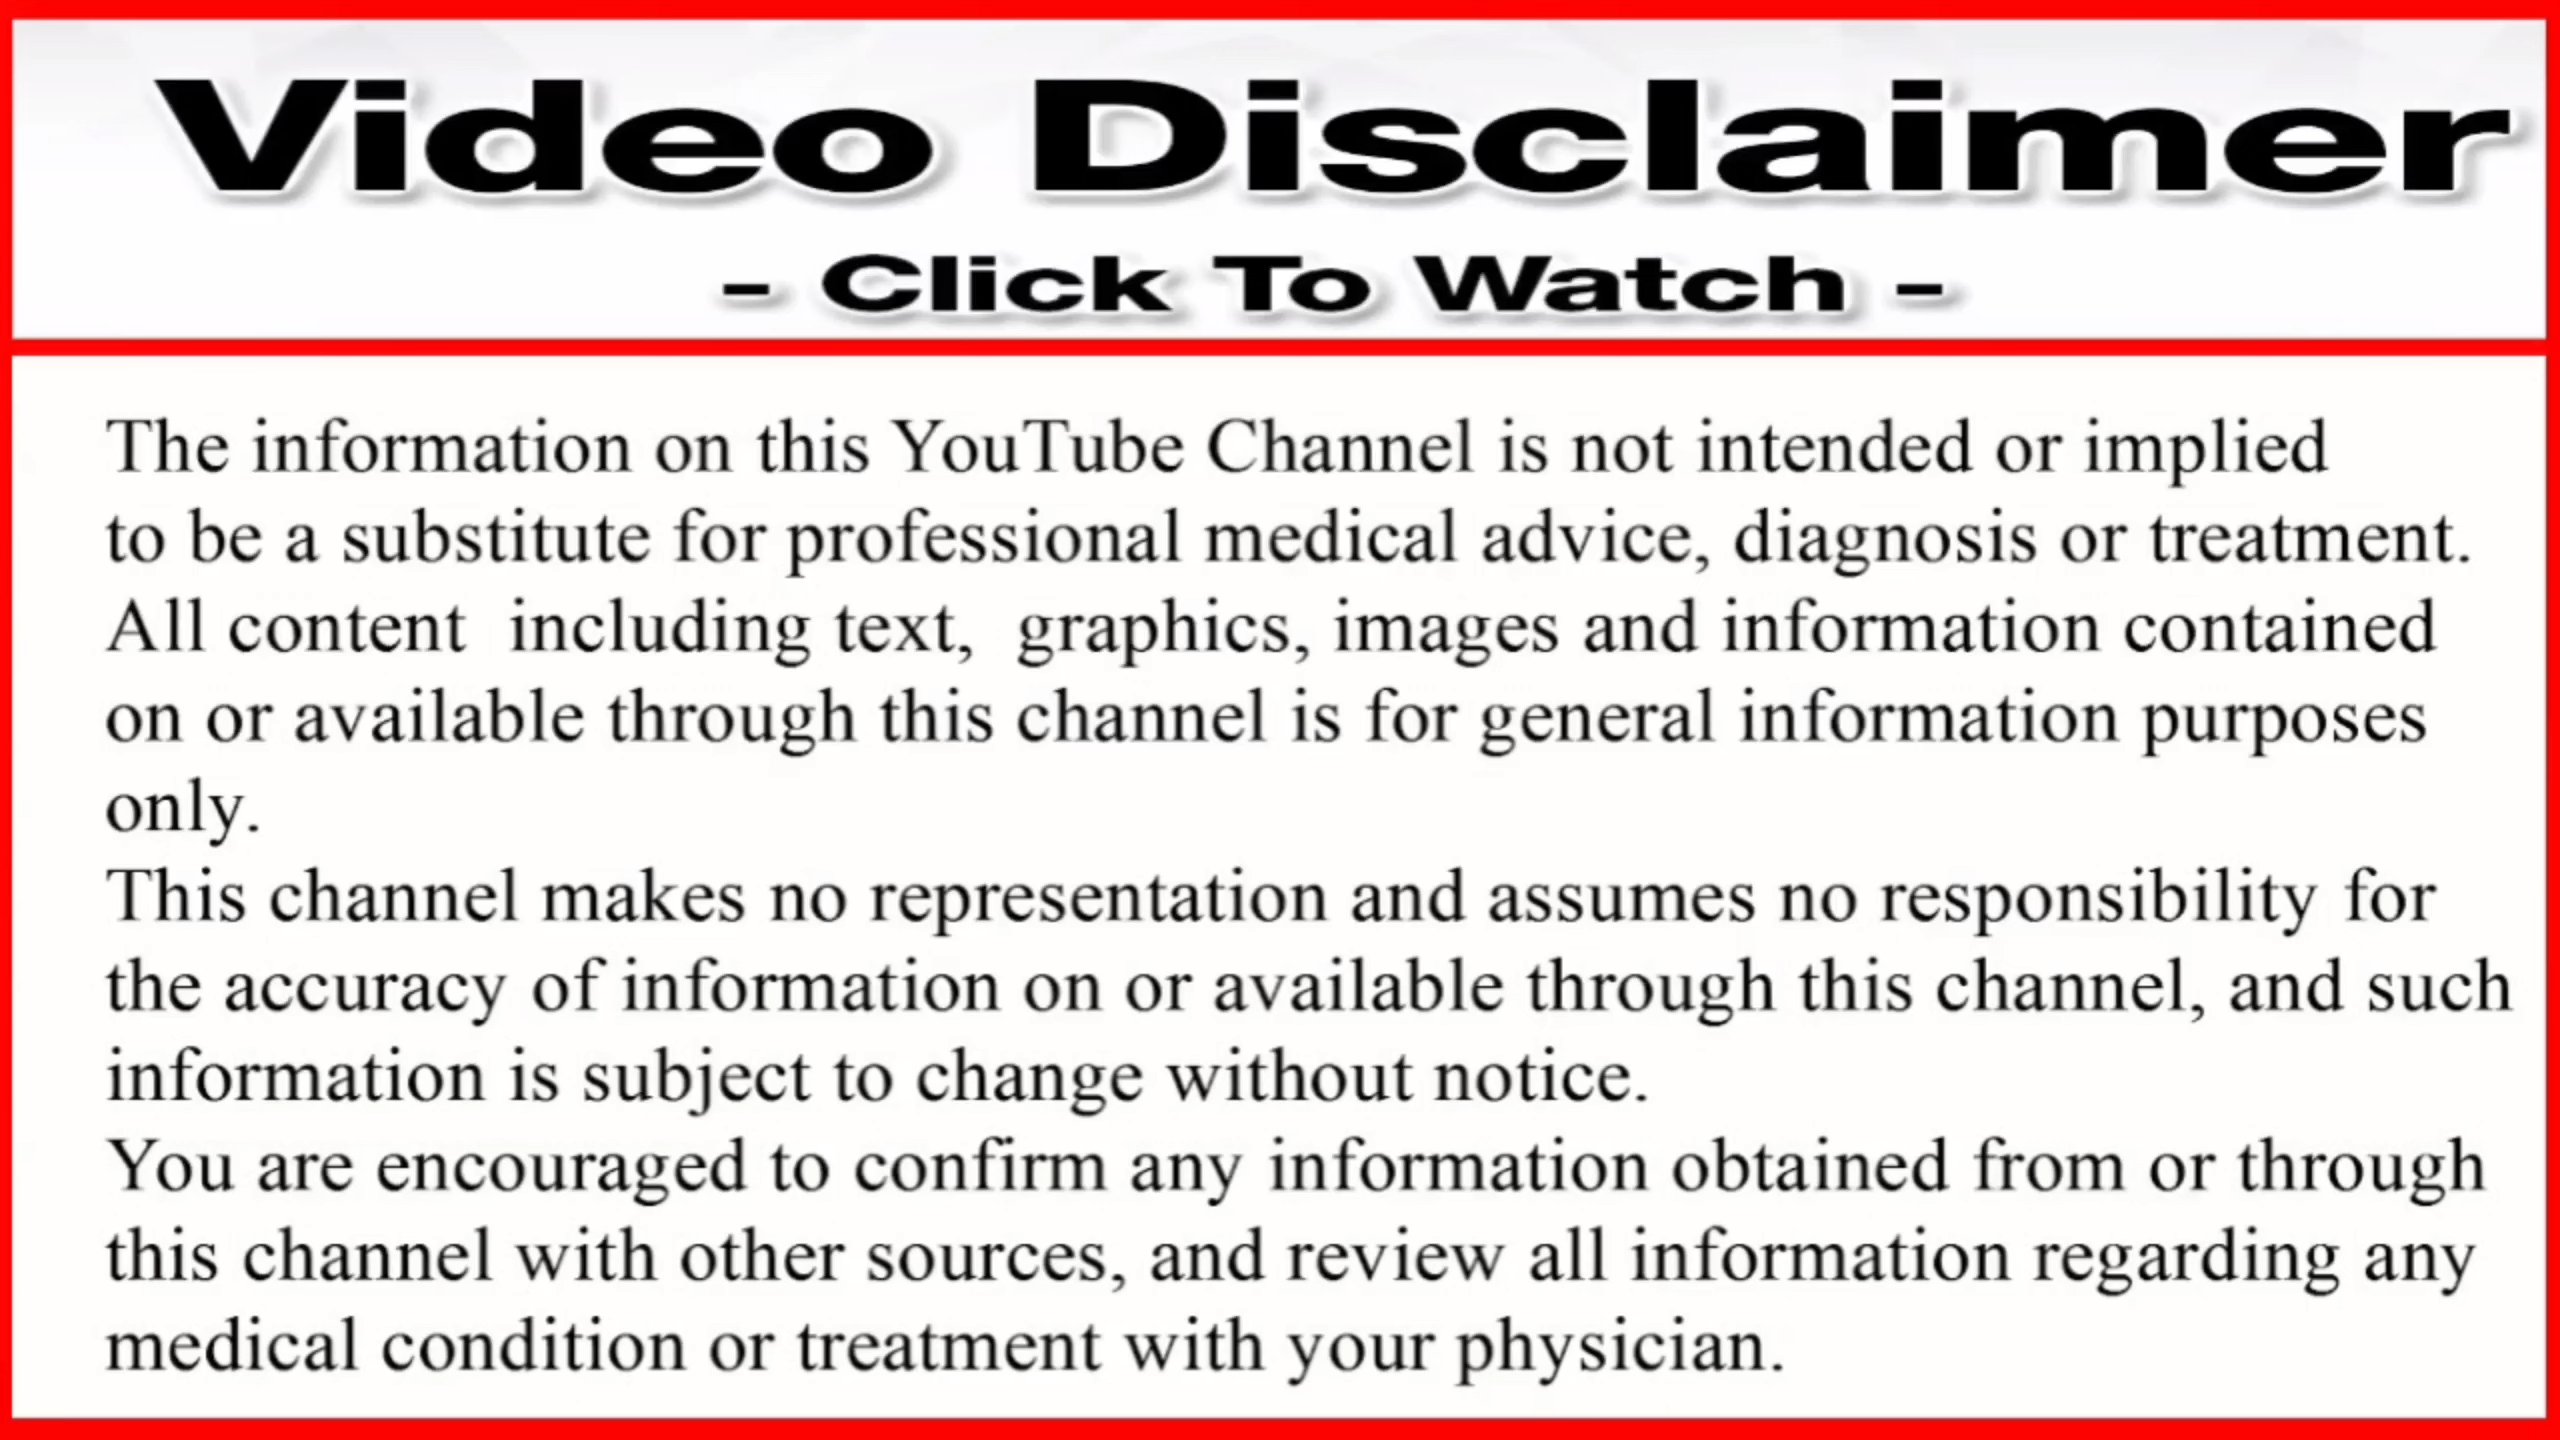 Video Disclaimer
- Click To Watch -
The information on this YouTube Channel is not intended or implied
to be a substitute for professional medical advice, diagnosis or treatment.
All content  including text,  graphics, images and information contained
on or available through this channel is for general information purposes
only.
This channel makes no representation and assumes no responsibility for
the accuracy of information on or available through this channel, and such
information is subject to change without notice.
You are encouraged to confirm any information obtained from or through
this channel with other sources, and review all information regarding any
medical condition or treatment with your physician.